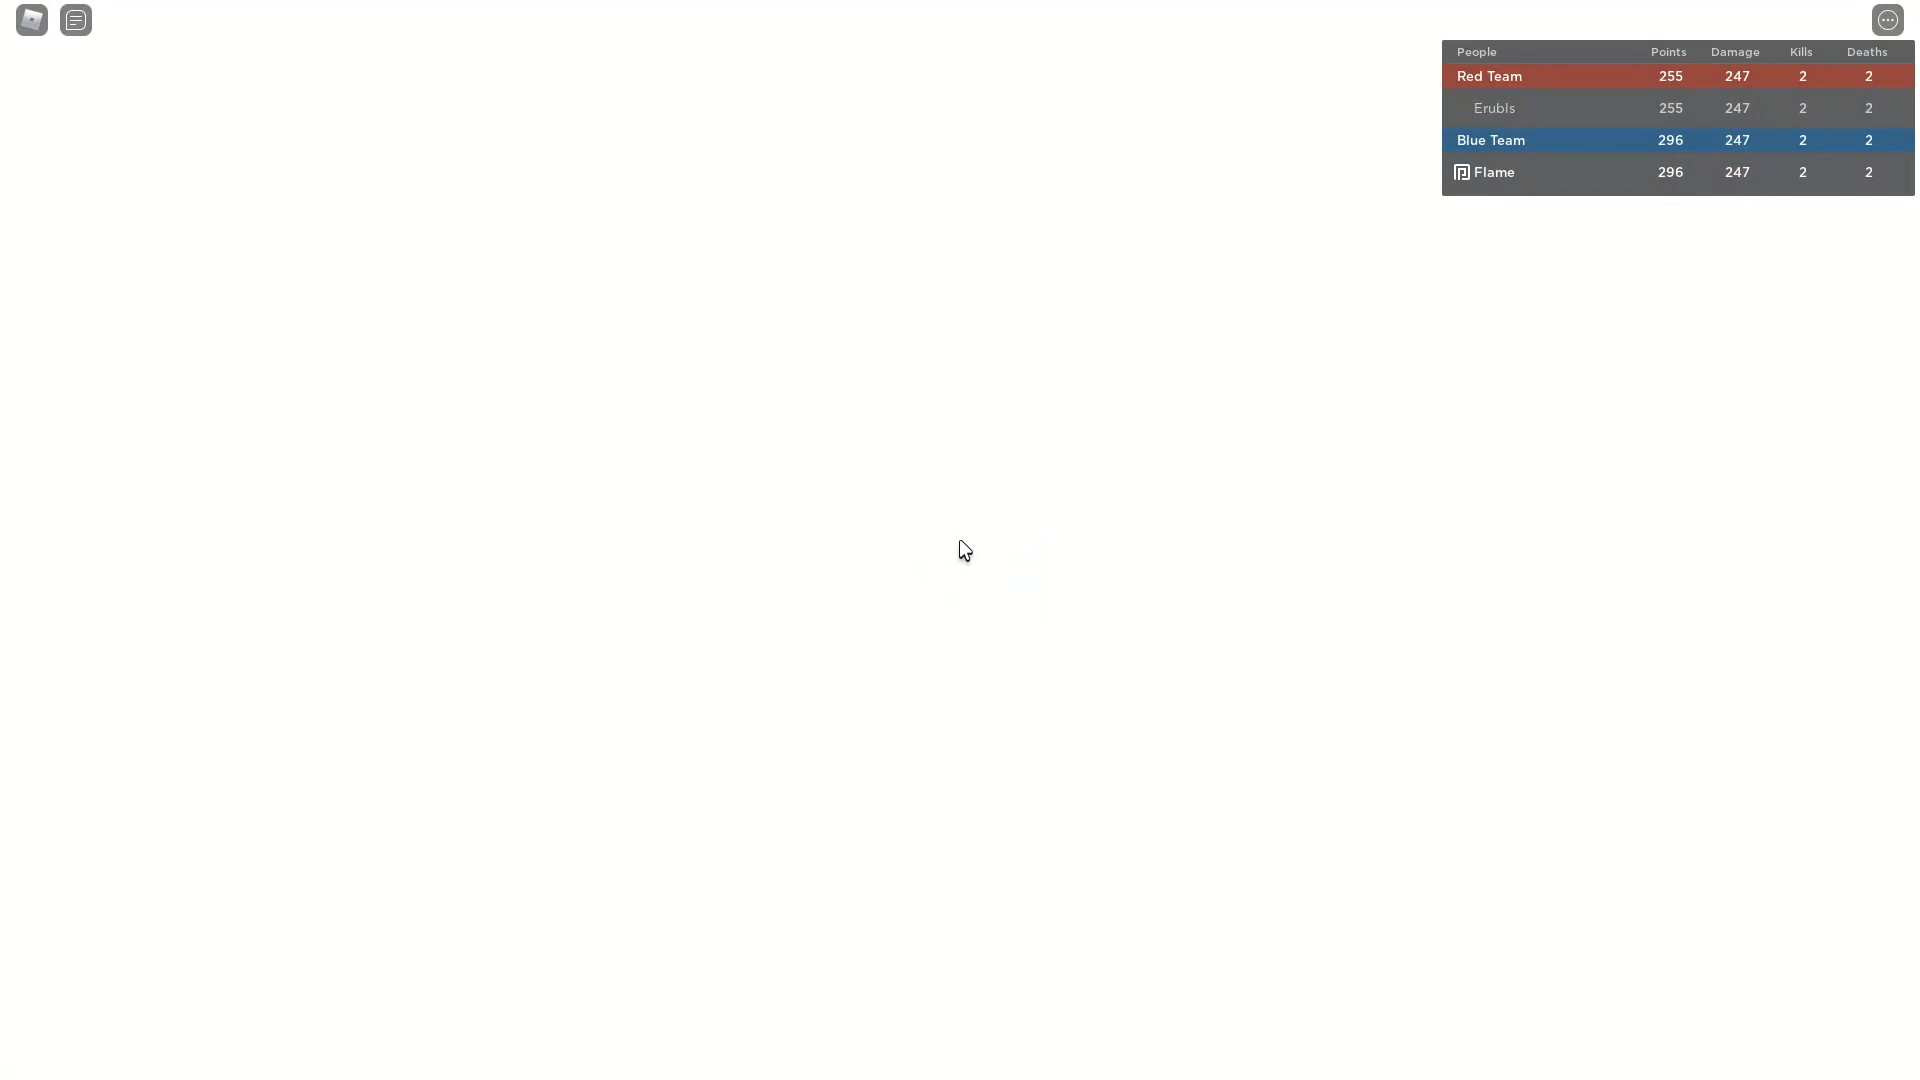 People Points Damage Kills Deaths
Red Team 255 247 2 2
Erubls 255 247 2 2
Blue Team 296 247 2 2
Flame 296 247 2 2